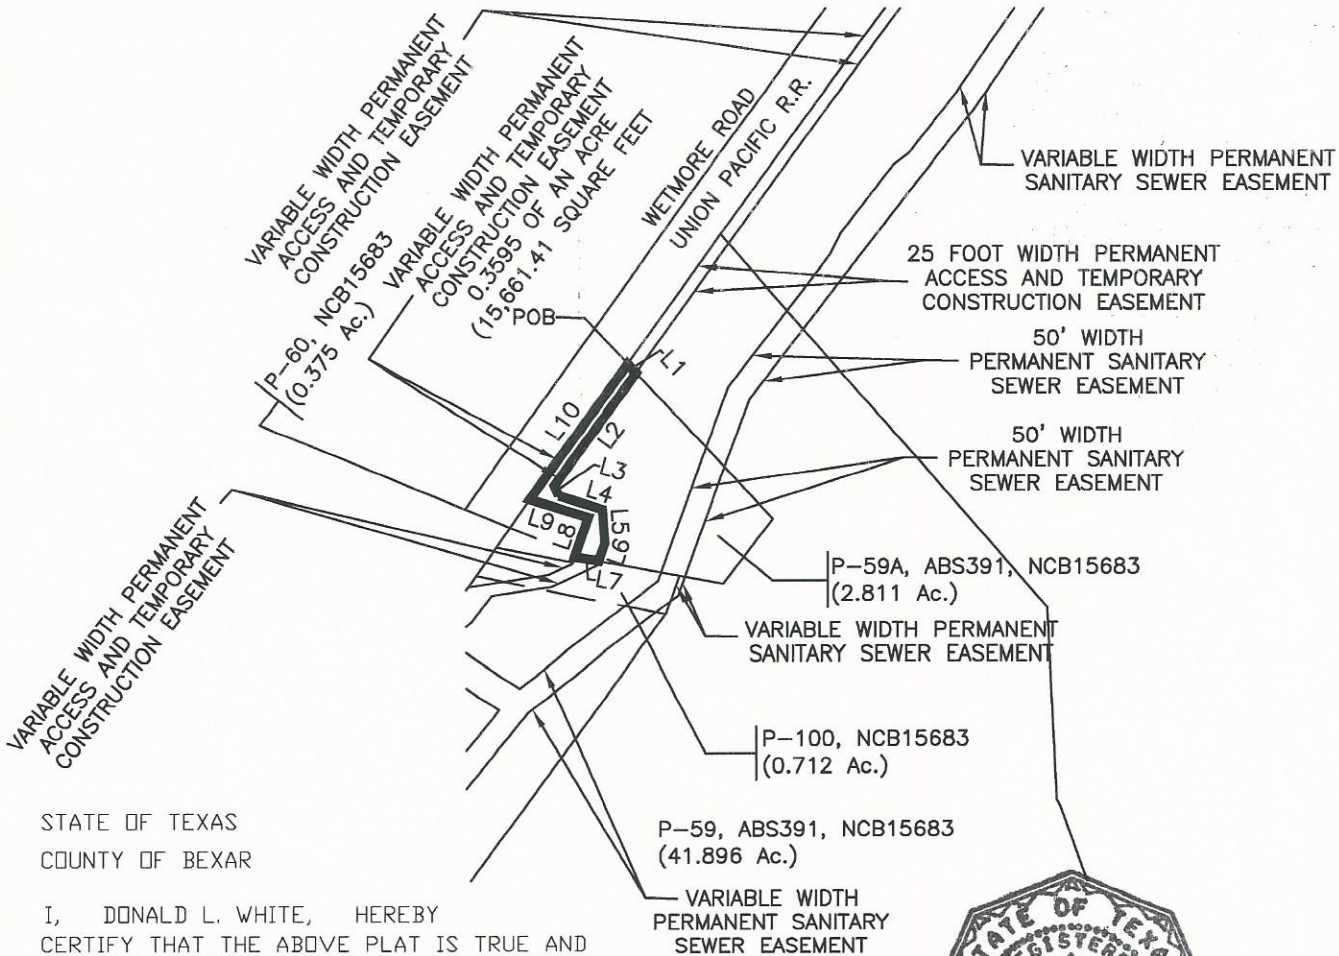 VARIABLE WIDTH PERMANENT
ACCESS AND TEMPORARY
CONSTRUCTION EASEMENT
VARIABLE WIDTH PERMANENT
ACCESS AND TEMPORARY
CONSTRUCTION EASEMENT
0.3595 OF AN ACRE
(15,661.41 SQUARE FEET
P-60, NCB15683
(0.375 Ac.)
WETMORE ROAD
UNION PACIFIC R.R.
VARIABLE WIDTH PERMANENT
SANITARY SEWER EASEMENT
25 FOOT WIDTH PERMANENT
ACCESS AND TEMPORARY
CONSTRUCTION EASEMENT
POB
50' WIDTH
PERMANENT SANITARY
SEWER EASEMENT
L1
L10
L2
L3
L4
L5
L6
L7
L8
L9
50' WIDTH
PERMANENT SANITARY
SEWER EASEMENT
VARIABLE WIDTH PERMANENT
ACCESS AND TEMPORARY
CONSTRUCTION EASEMENT
P-59A, ABS391, NCB15683
(2.811 Ac.)
VARIABLE WIDTH PERMANENT
SANITARY SEWER EASEMENT
P-100, NCB15683
(0.712 Ac.)
P-59, ABS391, NCB15683
(41.896 Ac.)
VARIABLE WIDTH
PERMANENT SANITARY
SEWER EASEMENT
STATE OF TEXAS
COUNTY OF BEXAR
I, DONALD L. WHITE, HEREBY
CERTIFY THAT THE ABOVE PLAT IS TRUE AND
STATE OF TEXAS